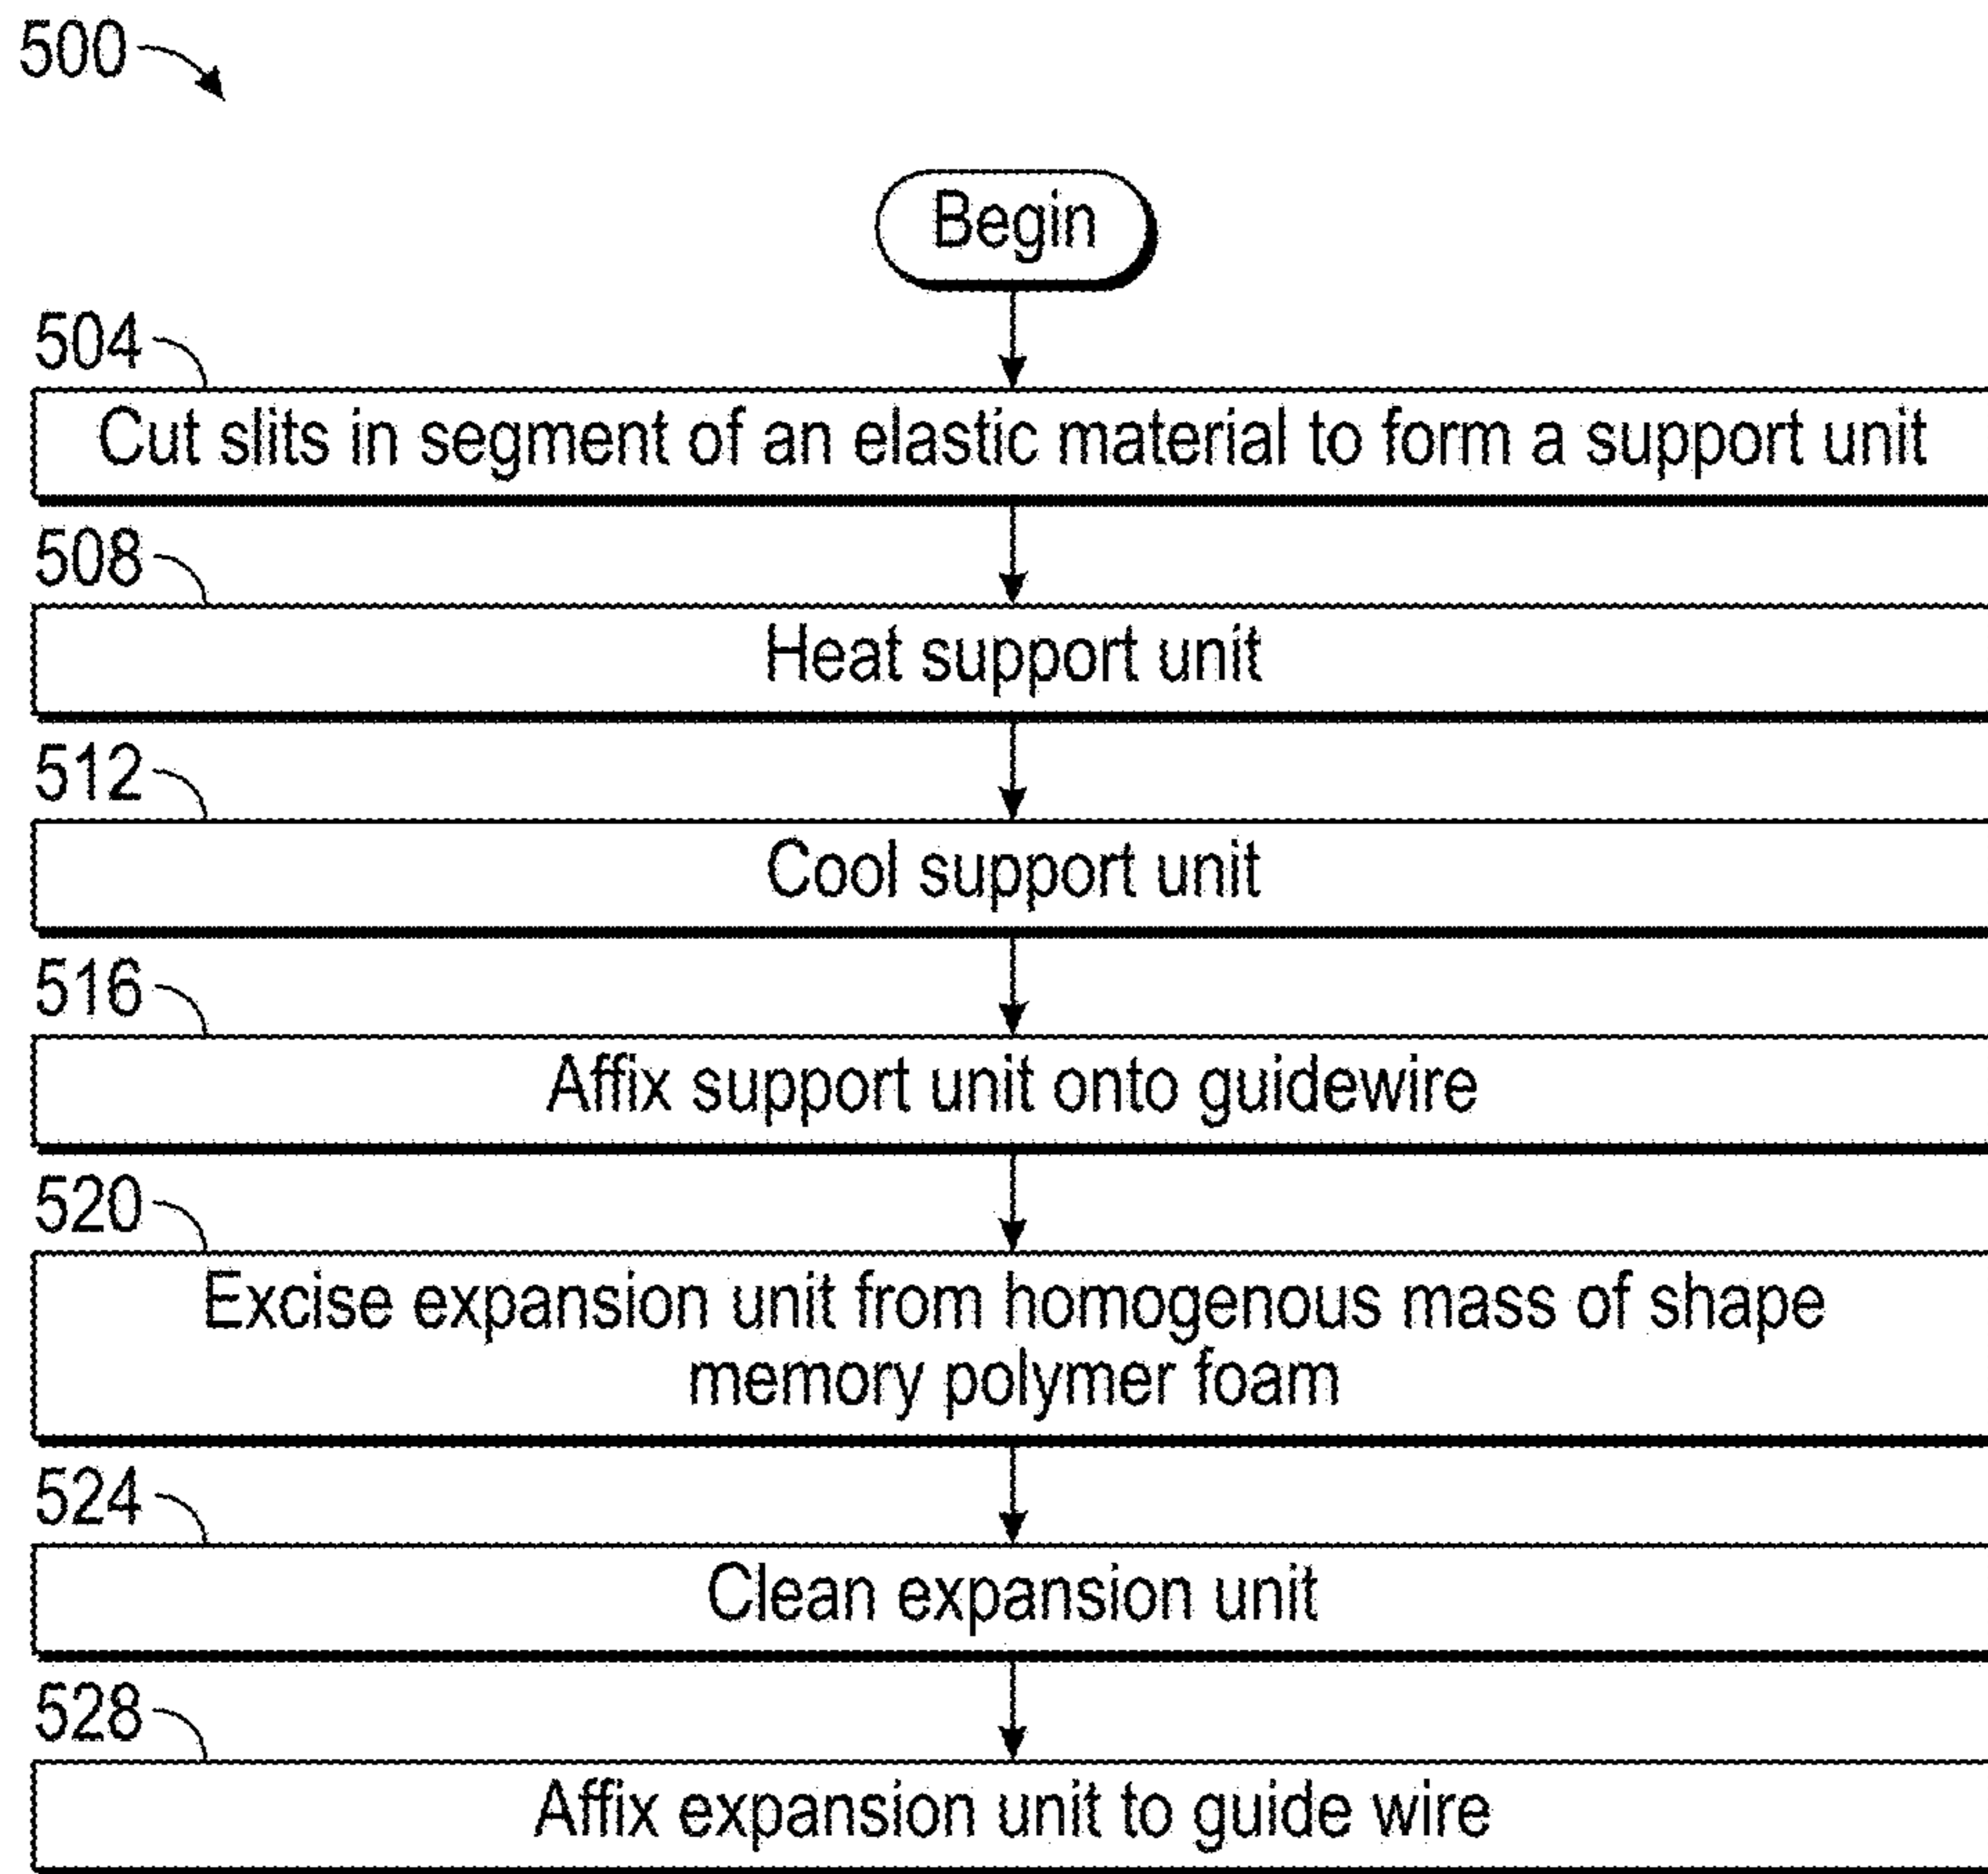 500
Begin
504
Cut slits in segment of an elastic material to form a support unit
508
Heat support unit
512
Cool support unit
516
Affix support unit onto guidewire
520
Excise expansion unit from homogenous mass of shape
memory polymer foam
524
Clean expansion unit
528
Affix expansion unit to guide wire